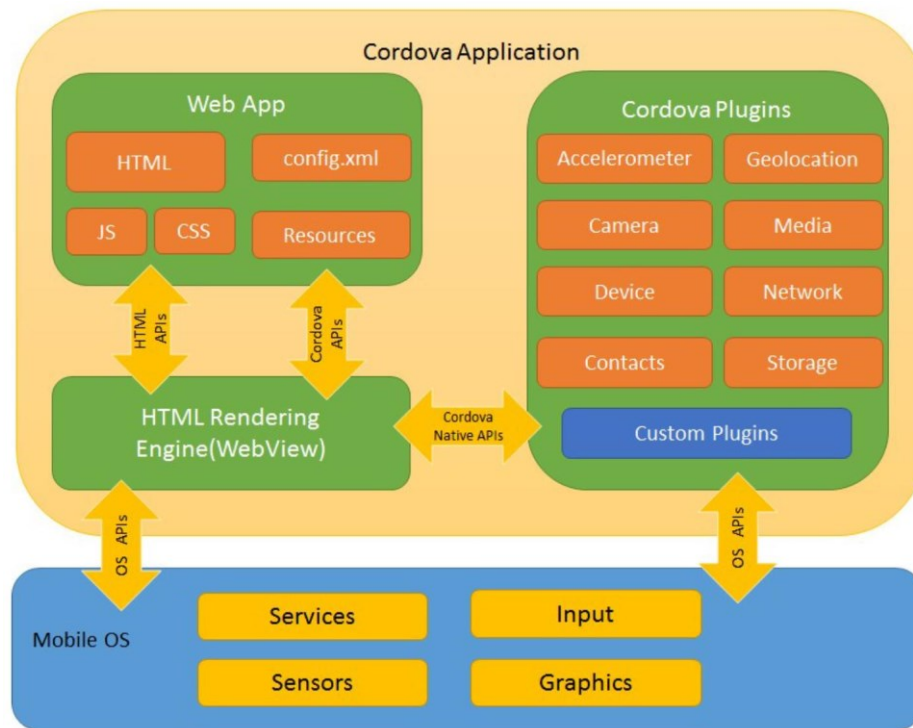 Cordova Application
Web App
HTML
config.xml
JS
CSS
Resources
HTML
APIs
Cordova
APIs
HTML Rendering
Engine(WebView)
Cordova
Native APIs
Cordova Plugins
Accelerometer
Geolocation
Camera
Media
Device
Network
Contacts
Storage
Custom Plugins
OS APIs
OS APIs
Mobile OS
Services
Input
Sensors
Graphics